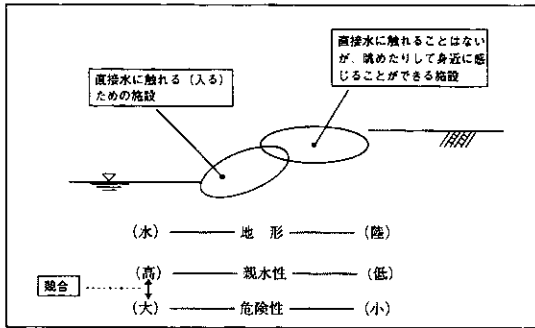 直接水に触れることはない
が、眺めたりして身近に感
じることができる施設
直接水に触れる（入る）
ための施設
（水） 地 形 （陸）
（高） 親水性 （低）
競合
（大） 危険性 （小）